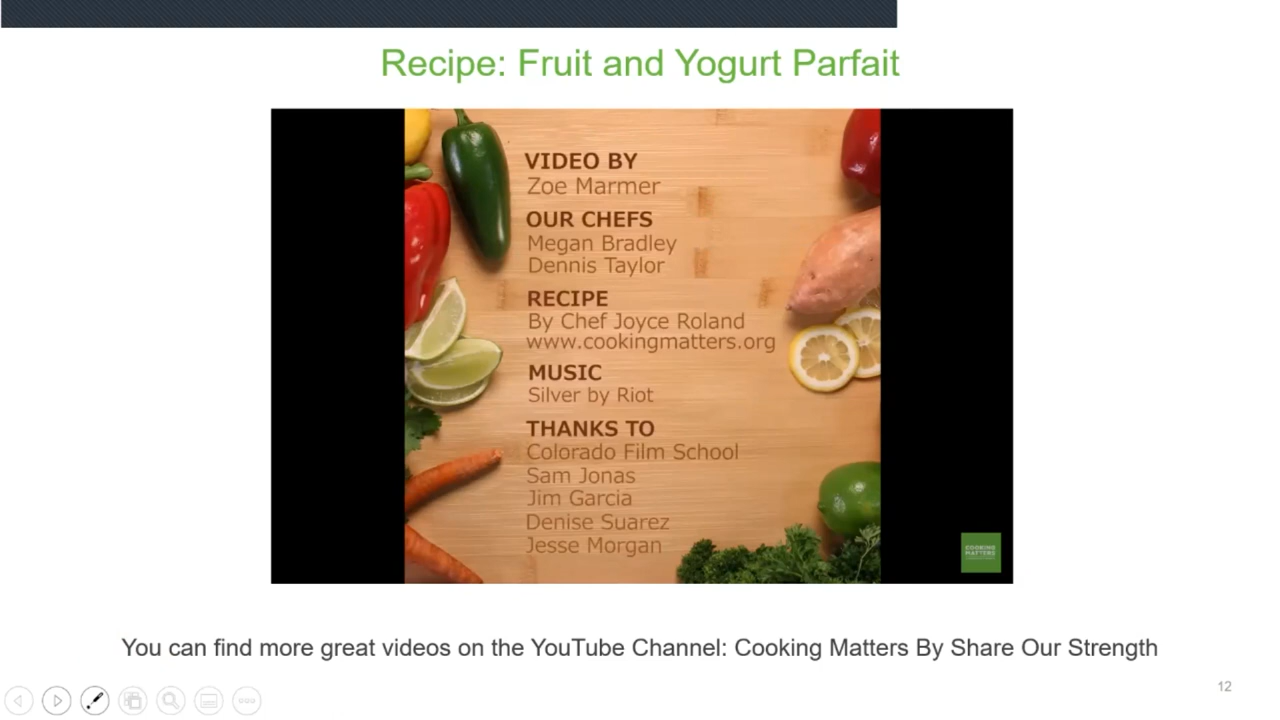 Recipe: Fruit and Yogurt Parfait
VIDEO BY
Zoe Marmer
OUR CHEFS
Megan Bradley
Dennis Taylor
RECIPE
By Chef Joyce Roland
www.cookingmatters.org
MUSIC
Silver by Riot
THANKS TO
Colorado Film School
Sam Jonas
Jim Garcia
Denise Suarez
Jesse Morgan
COOKING
MATTERS
You can find more great videos on the YouTube Channel: Cooking Matters By Share Our Strength
12